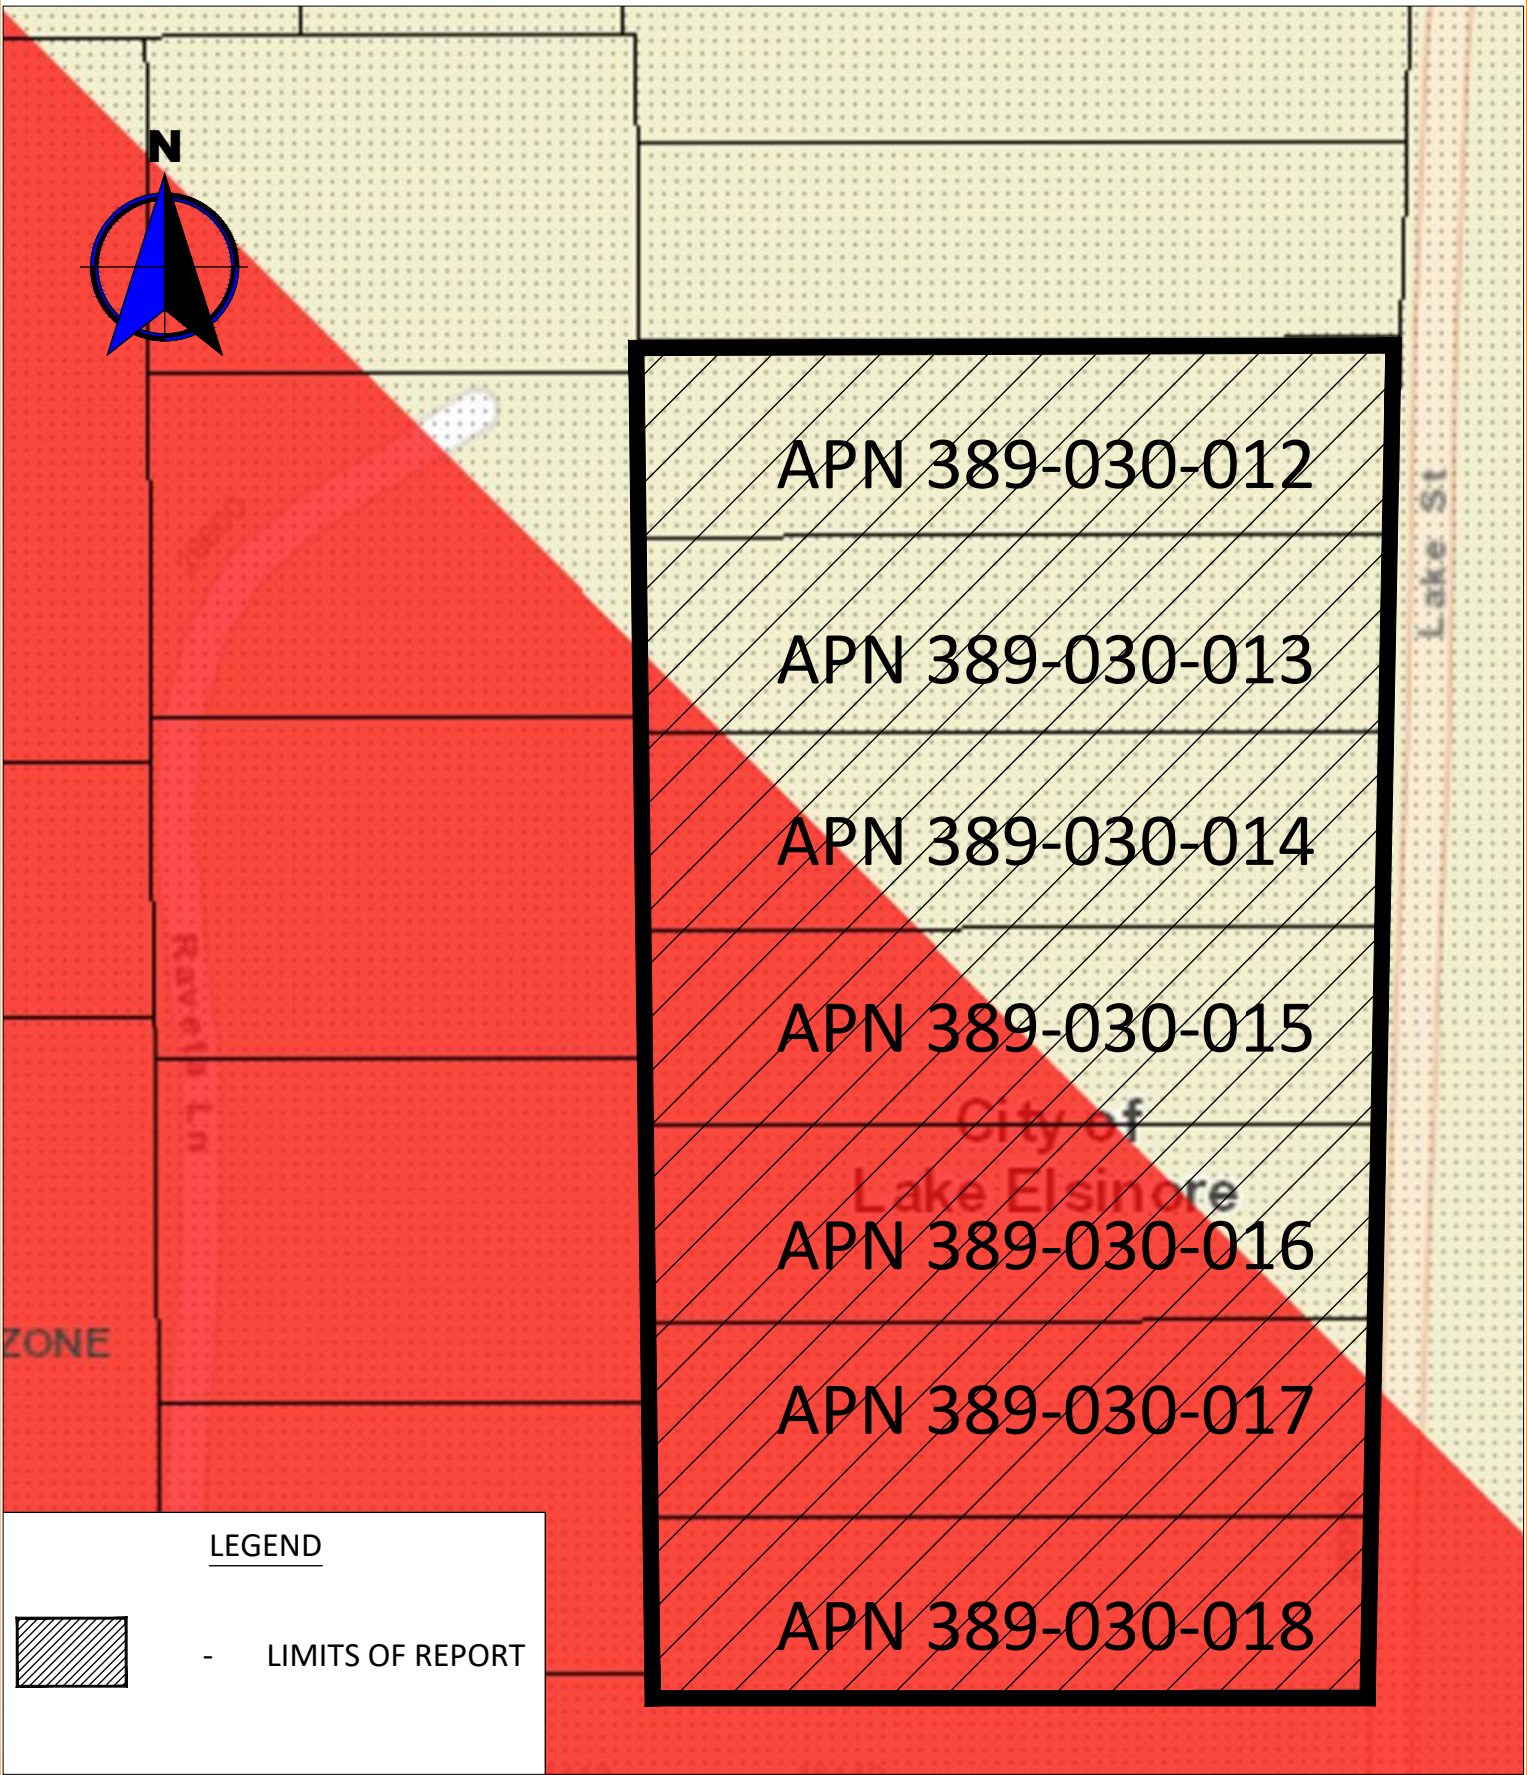 N
APN 389-030-012
Lake St
APN 389-030-013
APN 389-030-014
Raveta Ln
APN 389-030-015
City of
Lake Elsinore
APN 389-030-016
ZONE
APN 389-030-017
APN 389-030-018
LEGEND
- LIMITS OF REPORT